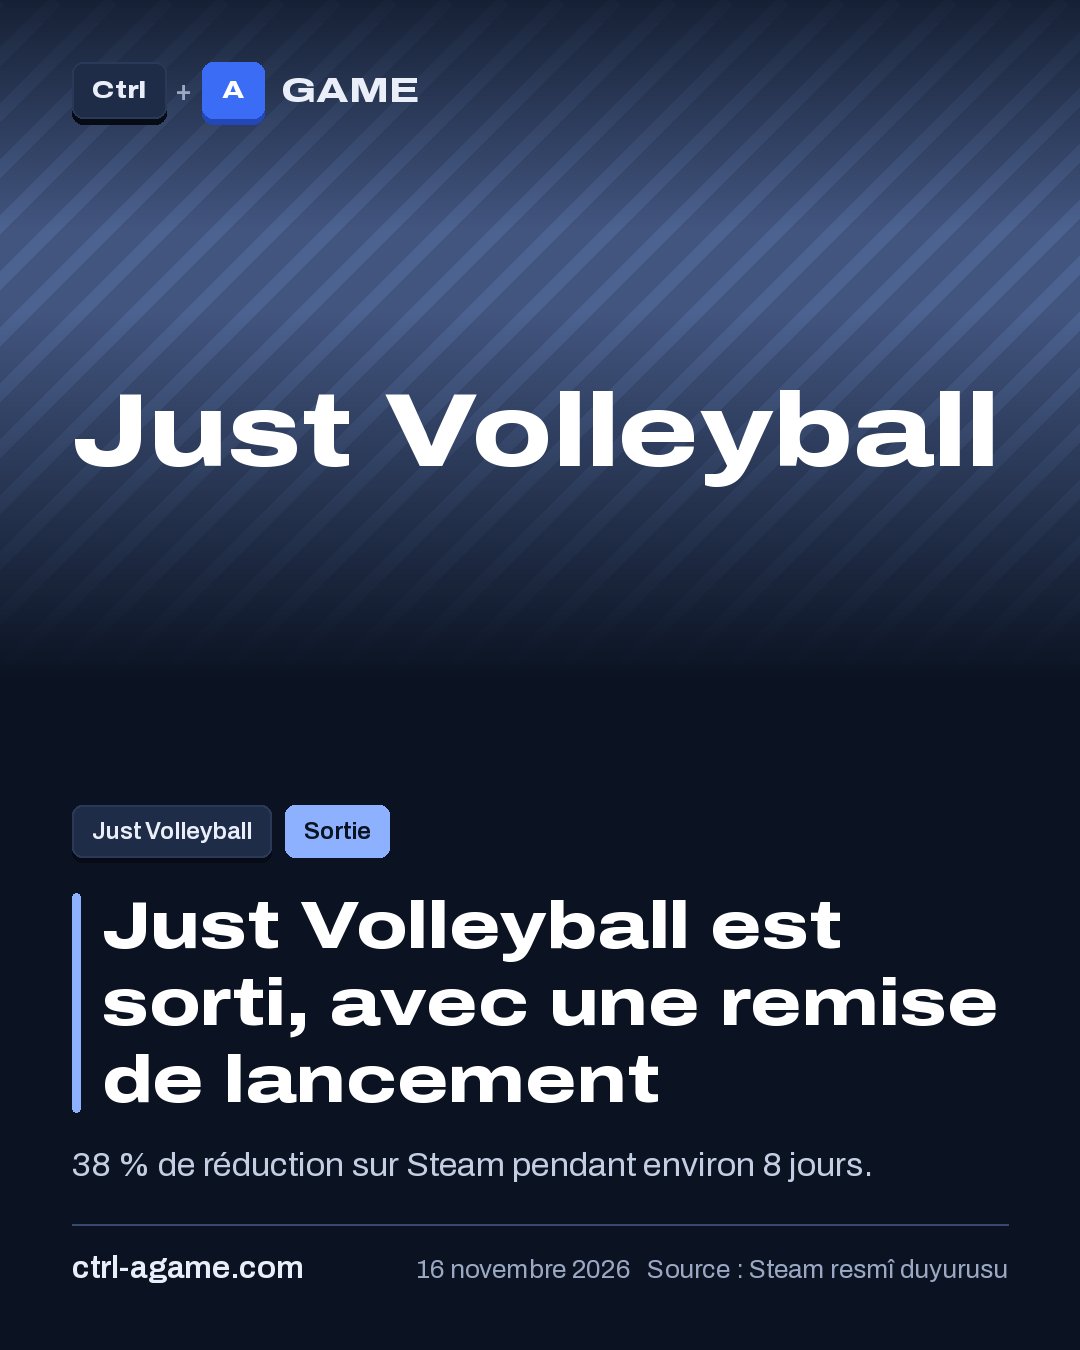 Ctrl + A GAME
Just Volleyball
Just Volleyball Sortie
Just Volleyball est
sorti, avec une remise
de lancement
38 % de réduction sur Steam pendant environ 8 jours.
ctrl-agame.com 16 novembre 2026 Source : Steam resmî duyurusu